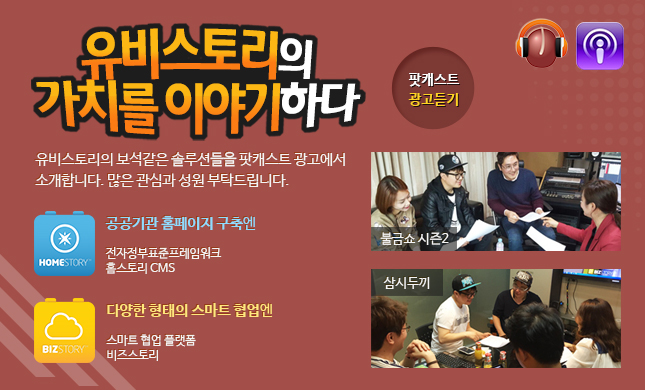 유비스토리의
가치를 이야기하다
팟캐스트
광고듣기
유비스토리의 보석같은 솔루션들을 팟캐스트 광고에서
소개합니다. 많은 관심과 성원 부탁드립니다.
HOMESTORY
공공기관 홈페이지 구축엔
전자정부표준프레임워크
홈스토리 CMS
BIZSTORY
다양한 형태의 스마트 협업엔
스마트 협업 플랫폼
비즈스토리
불금쇼 시즌2
삼시두끼